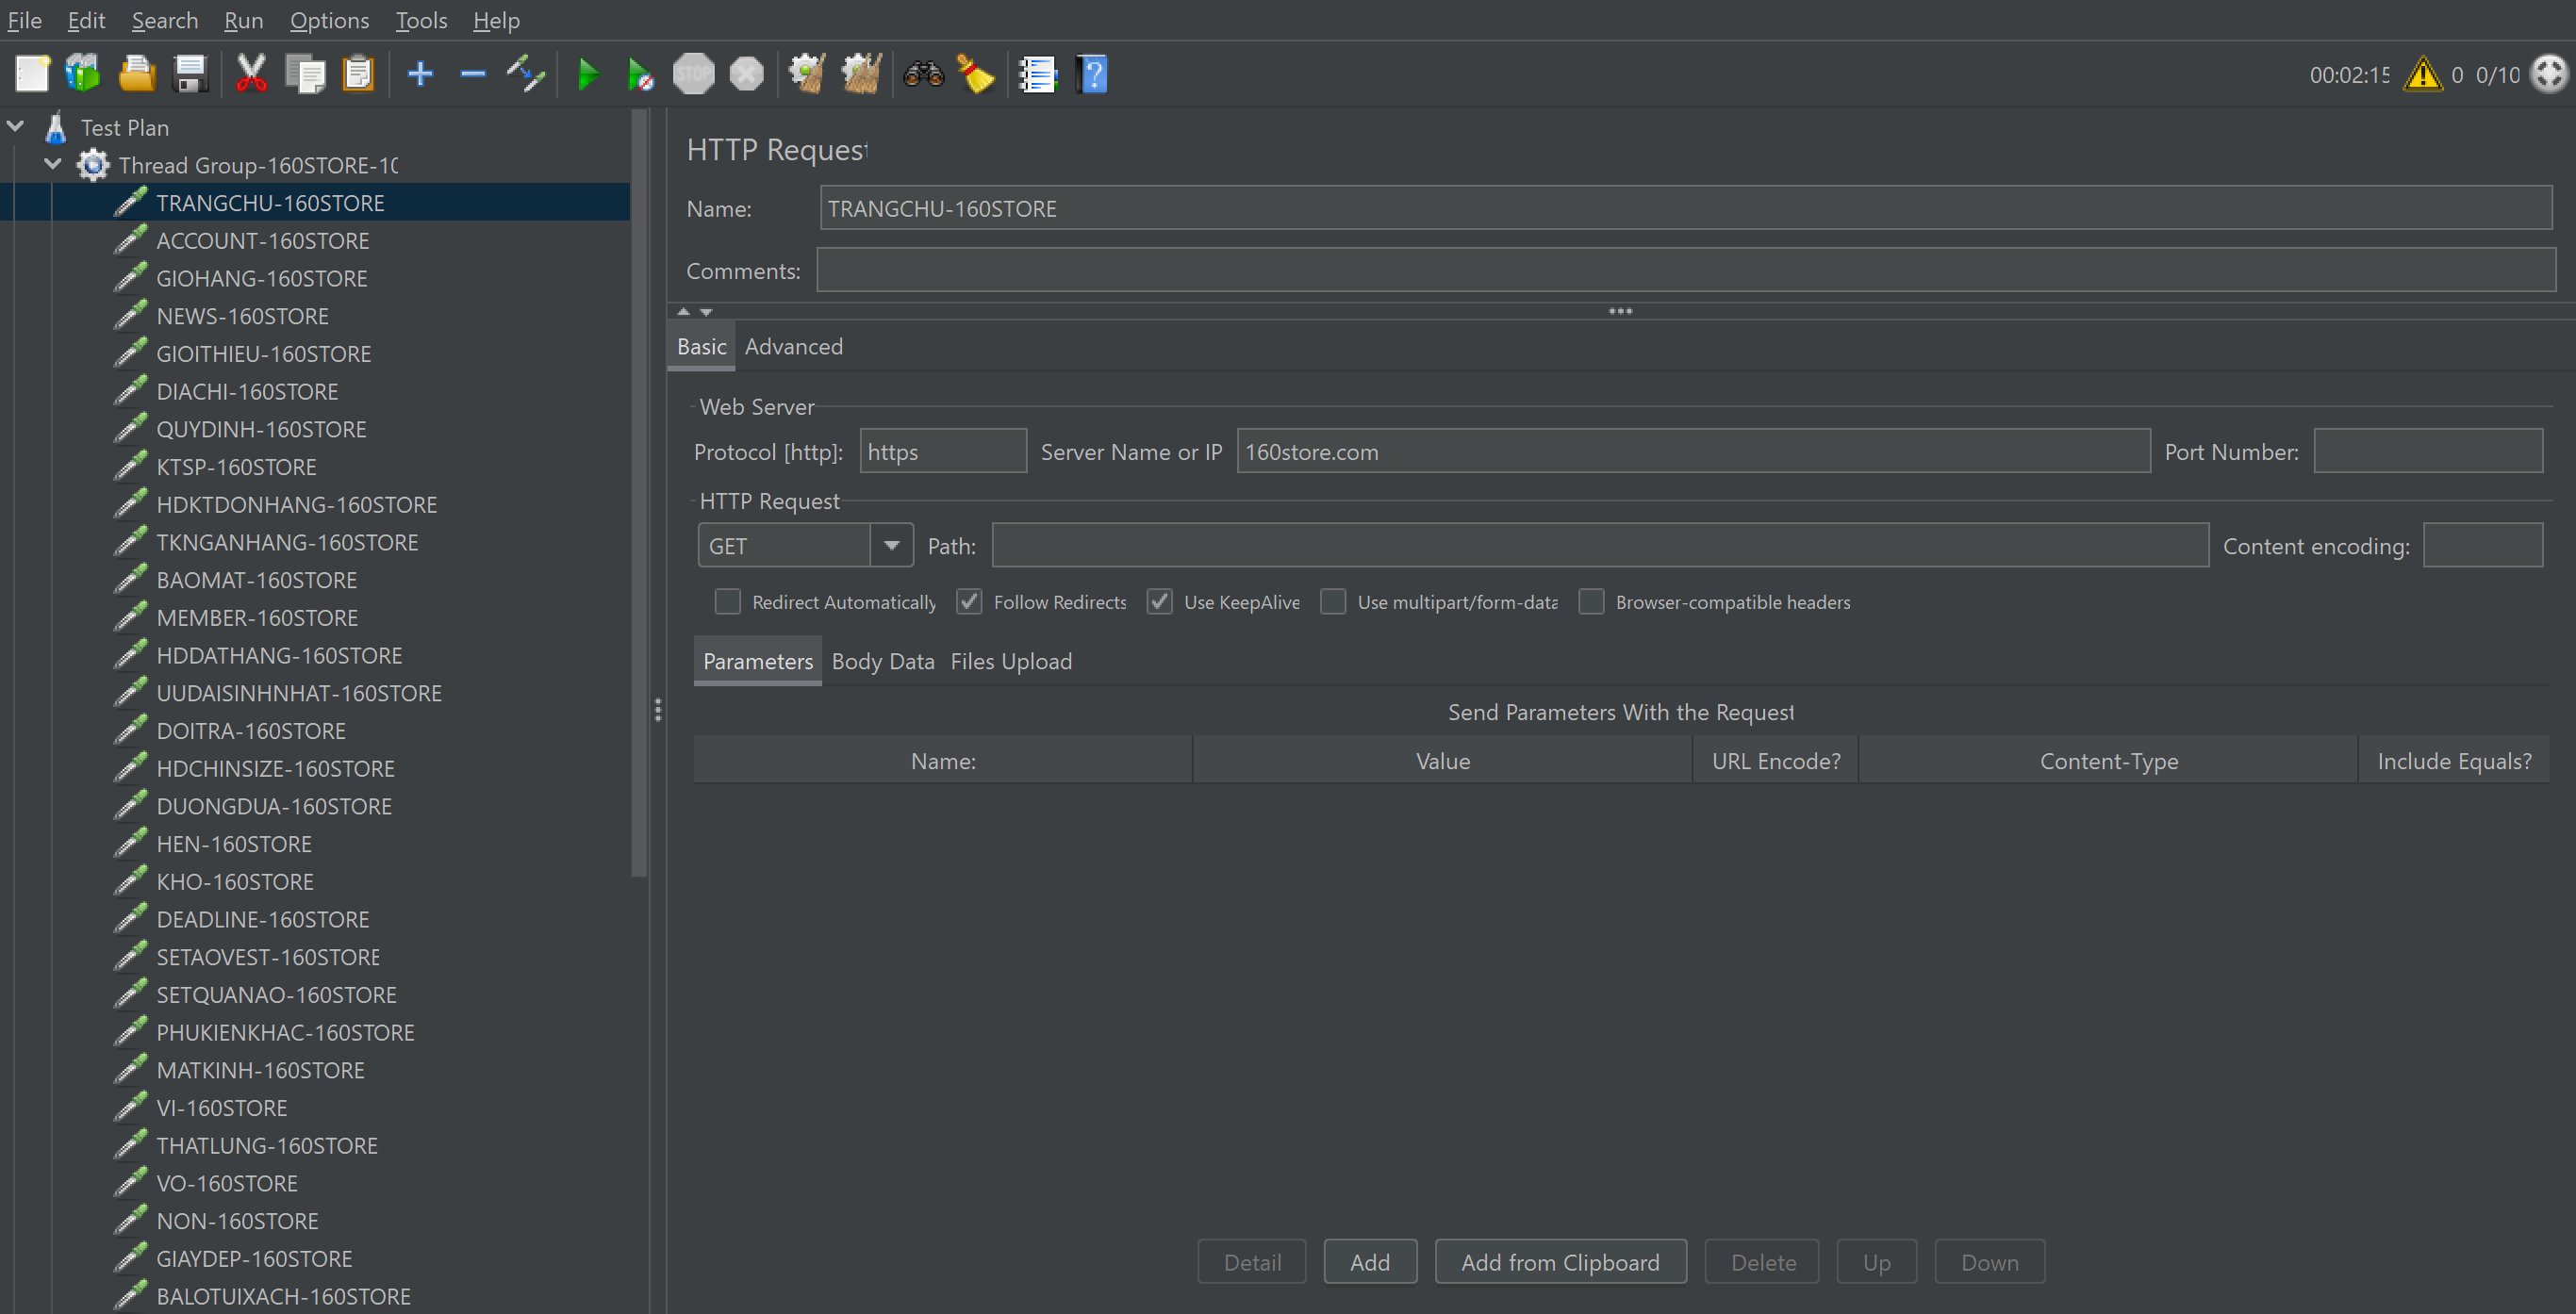 File Edit Search Run Options Tools Help
STOP
00:02:15 0 0/10
Test Plan
Thread Group-160STORE-10
TRANGCHU-160STORE
ACCOUNT-160STORE
GIOHANG-160STORE
NEWS-160STORE
GIOITHIEU-160STORE
DIACHI-160STORE
QUYDINH-160STORE
KTSP-160STORE
HDKTDONHANG-160STORE
TKNGANHANG-160STORE
BAOMAT-160STORE
MEMBER-160STORE
HDDATHANG-160STORE
UUDAISINHNHAT-160STORE
DOITRA-160STORE
HDCHINSIZE-160STORE
DUONGDUA-160STORE
HEN-160STORE
KHO-160STORE
DEADLINE-160STORE
SETAOVEST-160STORE
SETQUANAO-160STORE
PHUKIENKHAC-160STORE
MATKINH-160STORE
VI-160STORE
THATLUNG-160STORE
VO-160STORE
NON-160STORE
GIAYDEP-160STORE
BALOTUIXACH-160STORE
HTTP Request
Name: TRANGCHU-160STORE
Comments:
Basic Advanced
Web Server
Protocol [http]: https Server Name or IP 160store.com Port Number:
HTTP Request
GET Path: Content encoding:
Redirect Automatically Follow Redirects Use KeepAlive Use multipart/form-data Browser-compatible headers
Parameters Body Data Files Upload
Send Parameters With the Request
Name: Value URL Encode? Content-Type Include Equals?
Detail Add Add from Clipboard Delete Up Down